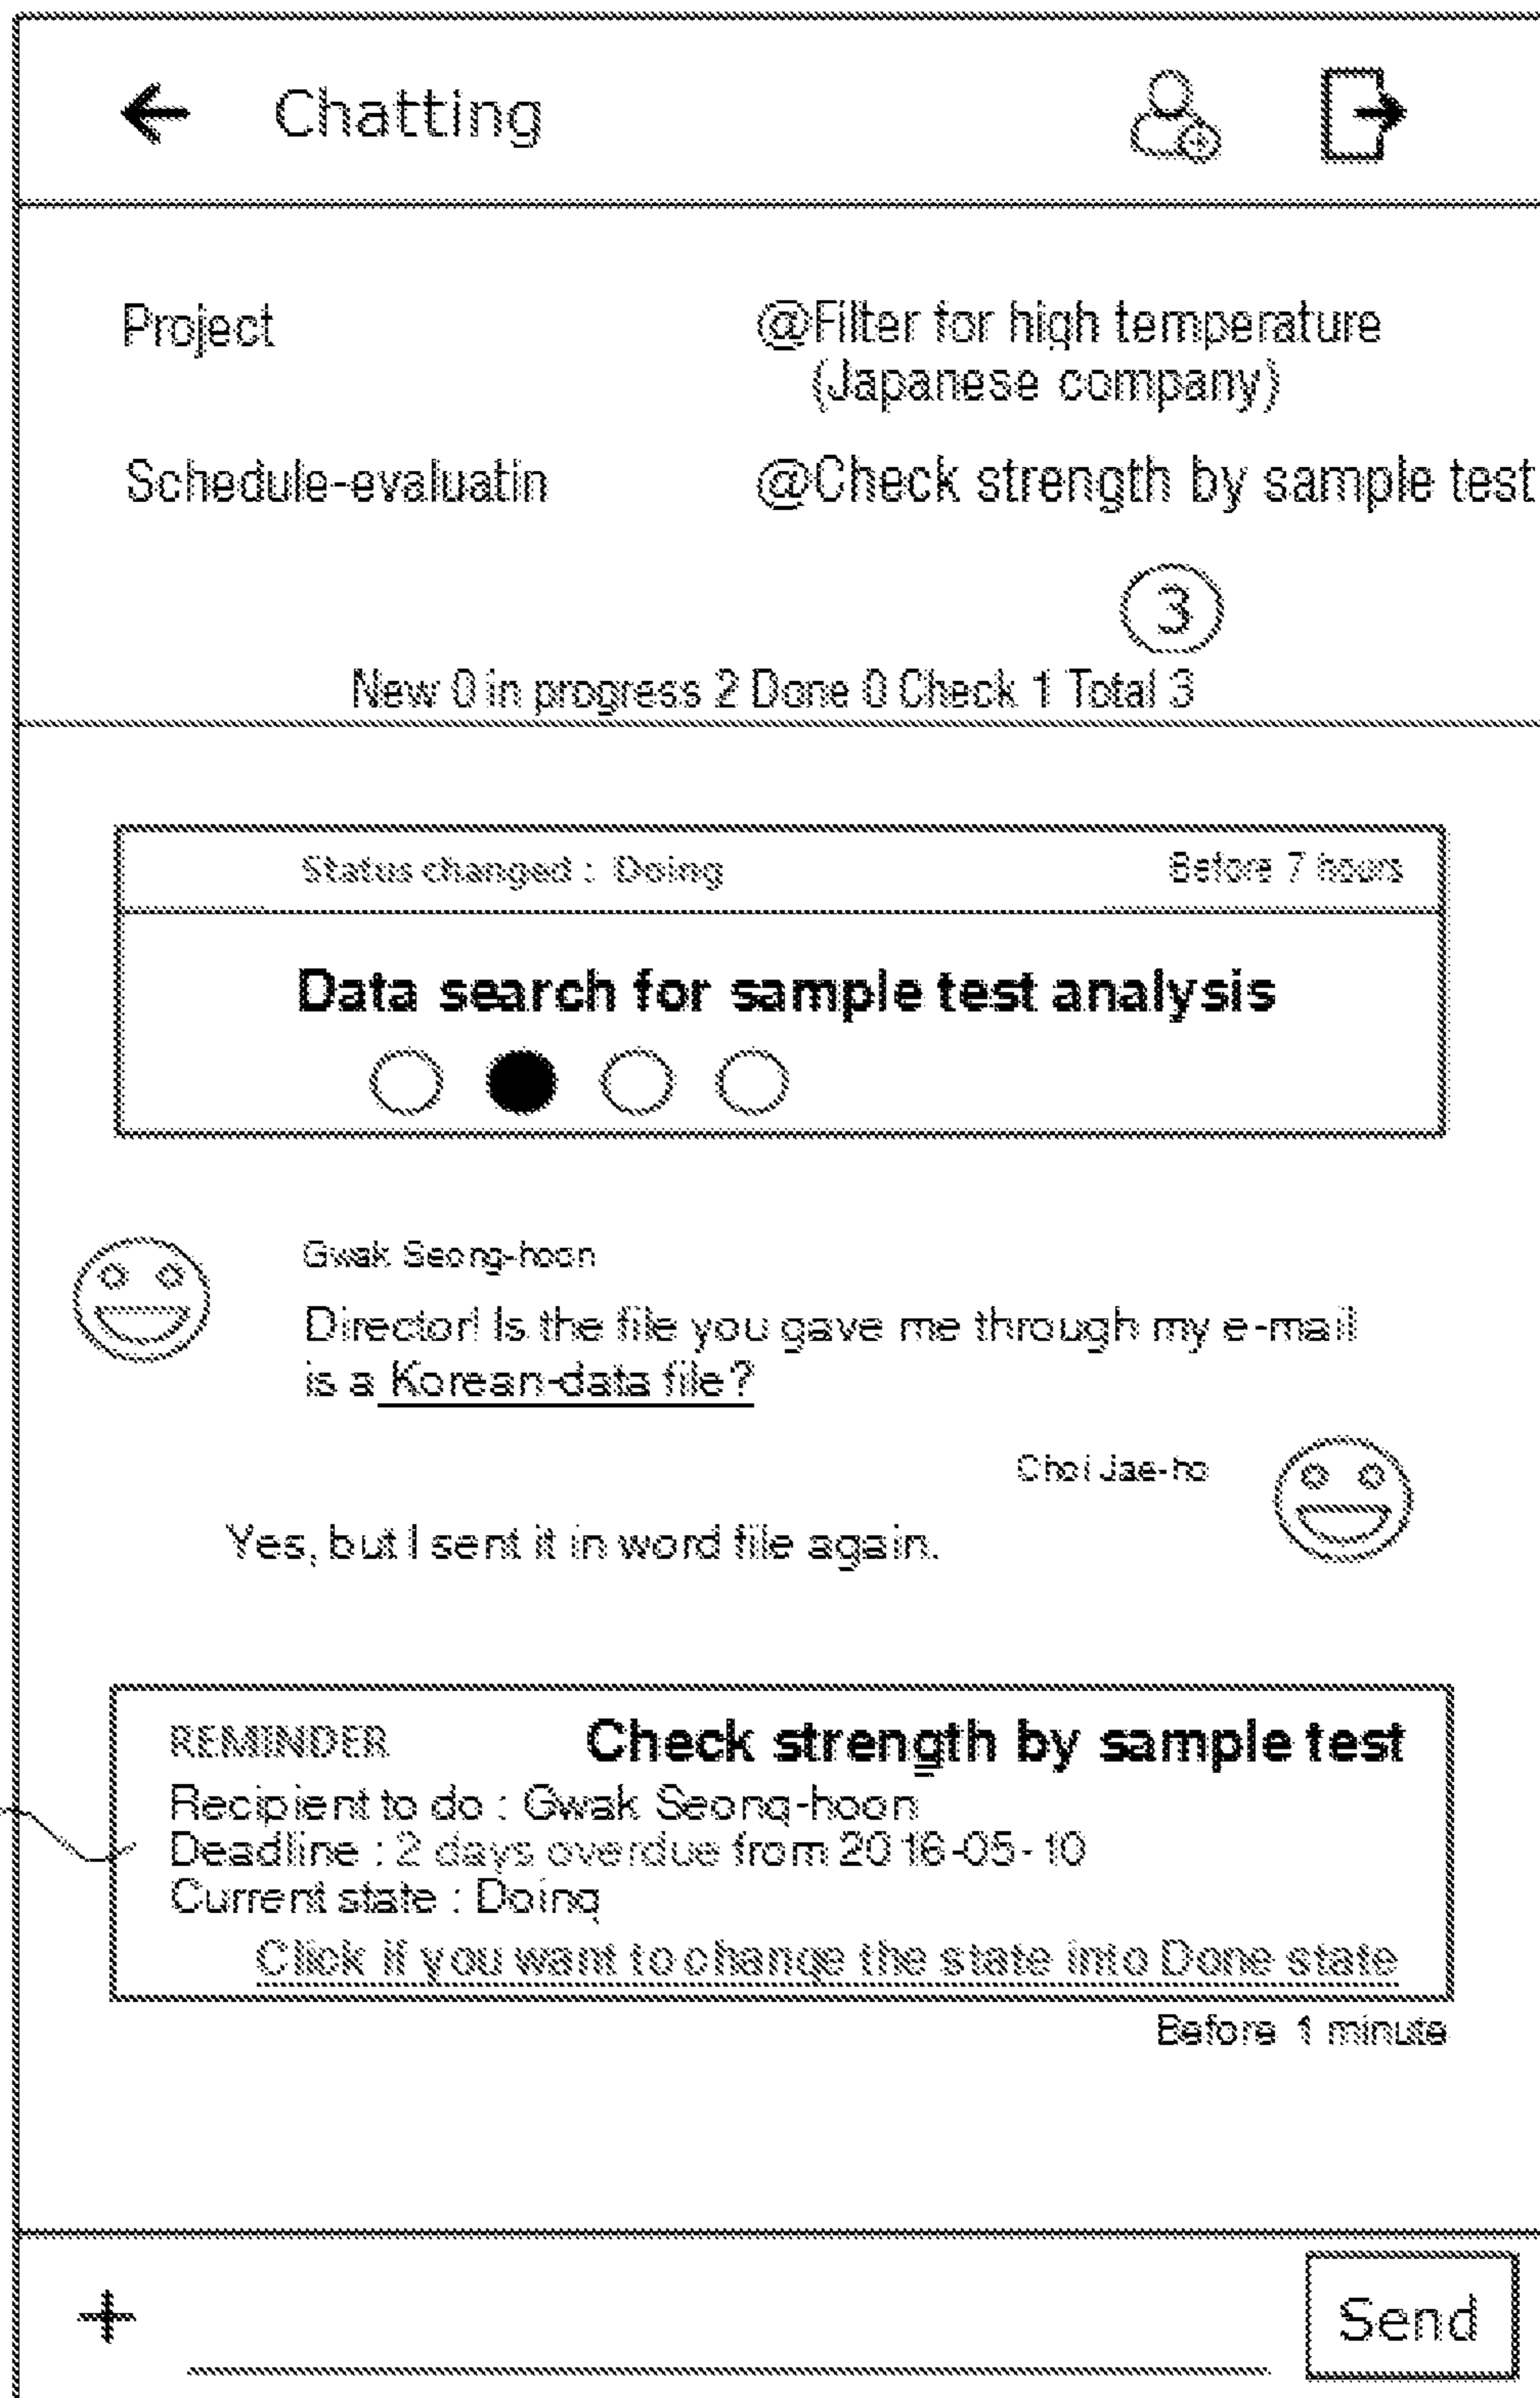 Chatting
Project @Filter for high temperature
(Japanese company)
Schedule-evaluatin @Check strength by sample test
3
New 0 in progress 2 Done 0 Check 1 Total 3
Status changed : Doing Before 7 hours
Data search for sample test analysis
Gwak Seong-hoon
Director! Is the file you gave me through my e-mail
is a Korean-data file?
Choi Jae-ho
Yes, but I sent it in word file again.
REMINDER Check strength by sample test
Recipient to do : Gwak Seong-hoon
Deadline : 2 days overdue from 2016-05-10
Current state : Doing
Click if you want to change the state into Done state
Before 1 minute
+ Send